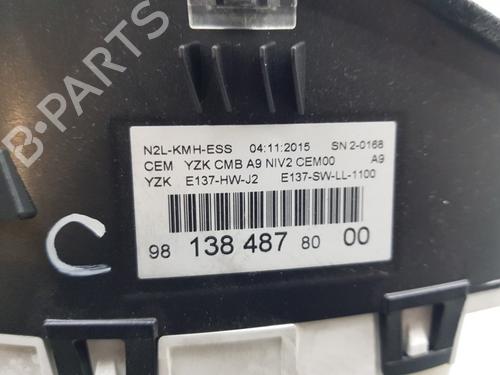 B-PARTS
N2L-KMH-ESS 04:11:2015 SN 2-0168
CEM YZK CMB A9 NIV2 CEM00 A9
YZK E137-HW-J2 E137-SW-LL-1100
98 138 487 80 00
C